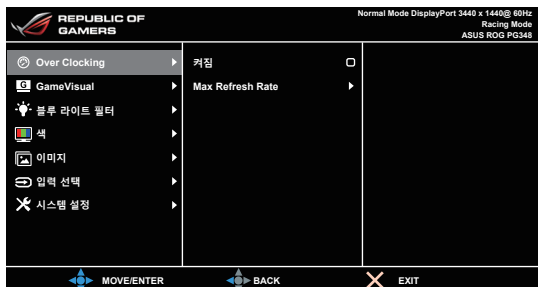 REPUBLIC OF
GAMERS
Normal Mode DisplayPort 3440 x 1440@ 60Hz
Racing Mode
ASUS ROG PG348
Over Clocking
켜짐
G GameVisual
Max Refresh Rate
블루 라이트 필터
색
이미지
입력 선택
시스템 설정
MOVE/ENTER
BACK
EXIT